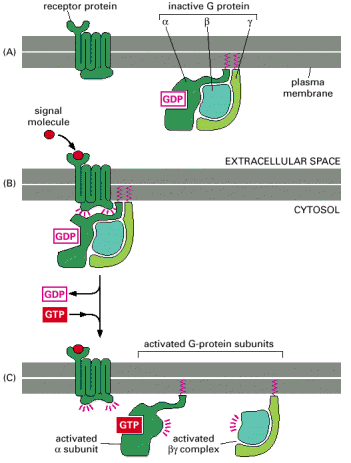 receptor protein
inactive G protein
α β γ
(A)
GDP
plasma
membrane
signal
molecule
EXTRACELLULAR SPACE
(B)
CYTOSOL
GDP
GDP
GTP
activated G-protein subunits
(C)
GTP
activated
α subunit
activated
βγ complex